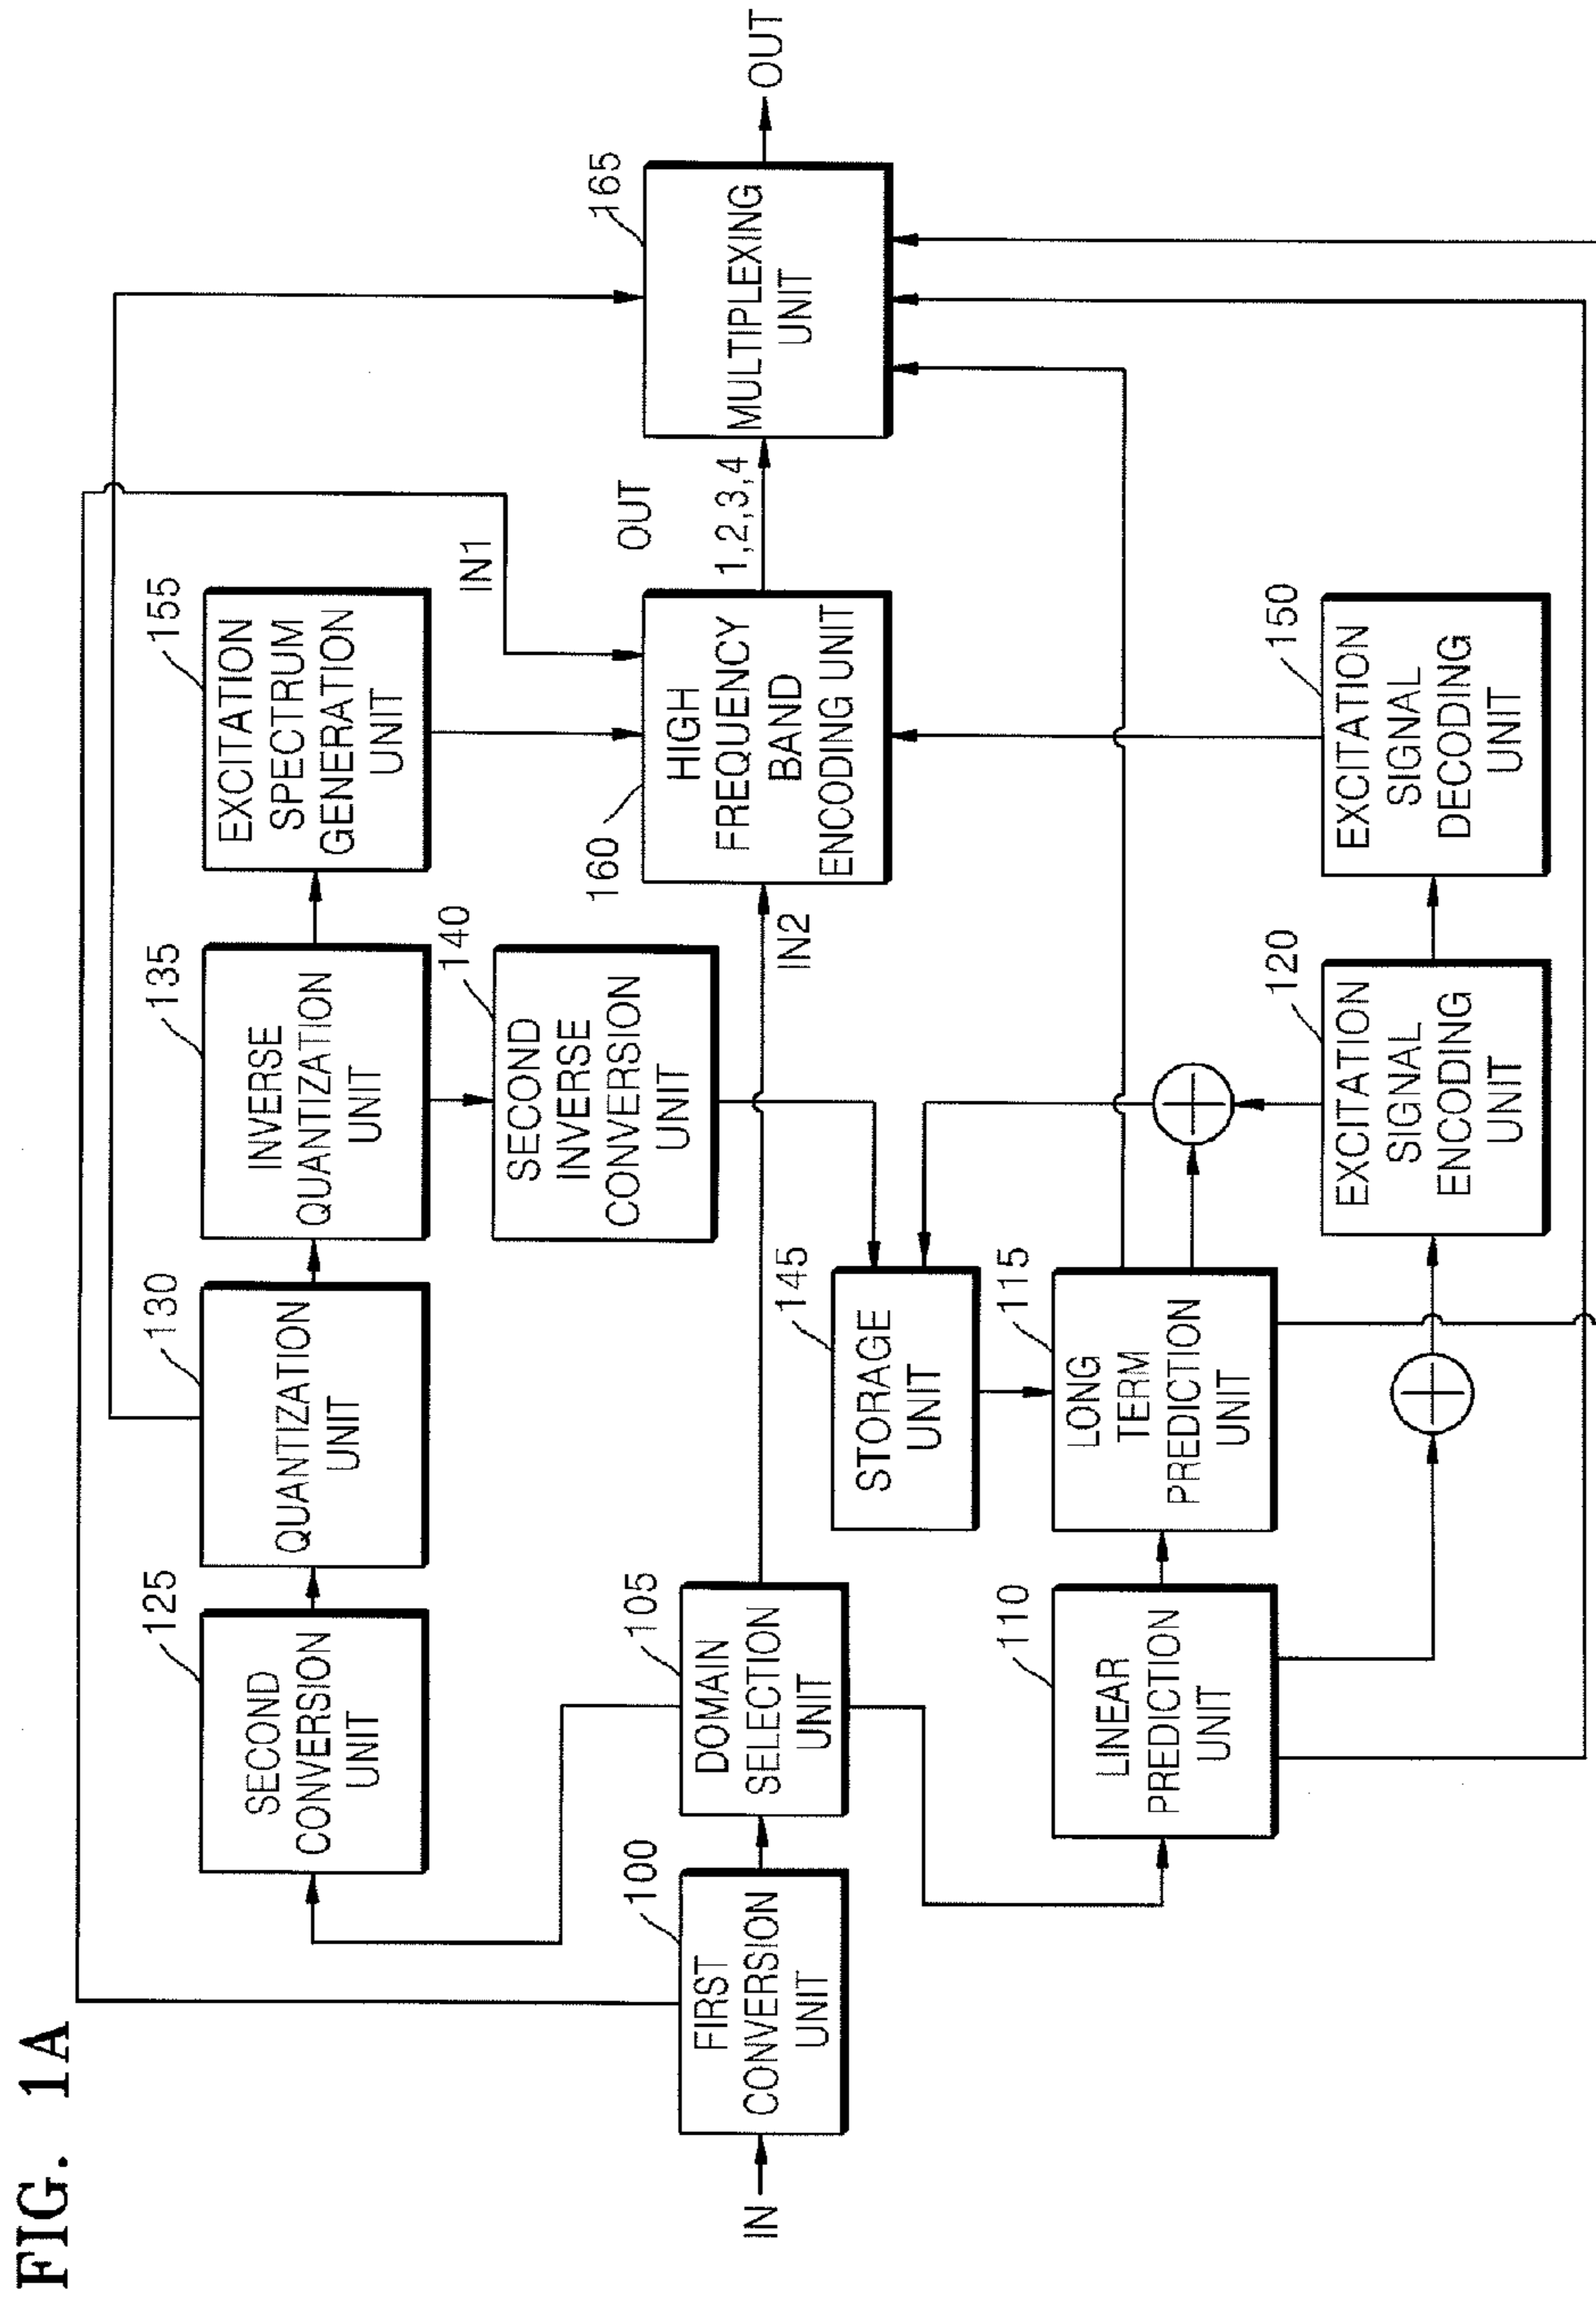 FIG. 1A
IN
FIRST
CONVERSION
UNIT
100
DOMAIN
SELECTION
UNIT
105
SECOND
CONVERSION
UNIT
125
QUANTIZATION
UNIT
130
INVERSE
QUANTIZATION
UNIT
135
SECOND
INVERSE
CONVERSION
UNIT
140
EXCITATION
SPECTRUM
GENERATION
UNIT
155
IN1
IN2
HIGH
FREQUENCY
BAND
ENCODING UNIT
160
OUT
1,2,3,4
MULTIPLEXING
UNIT
165
OUT
STORAGE
UNIT
145
LINEAR
PREDICTION
UNIT
110
LONG
TERM
PREDICTION
UNIT
115
EXCITATION
SIGNAL
ENCODING
UNIT
120
EXCITATION
SIGNAL
DECODING
UNIT
150